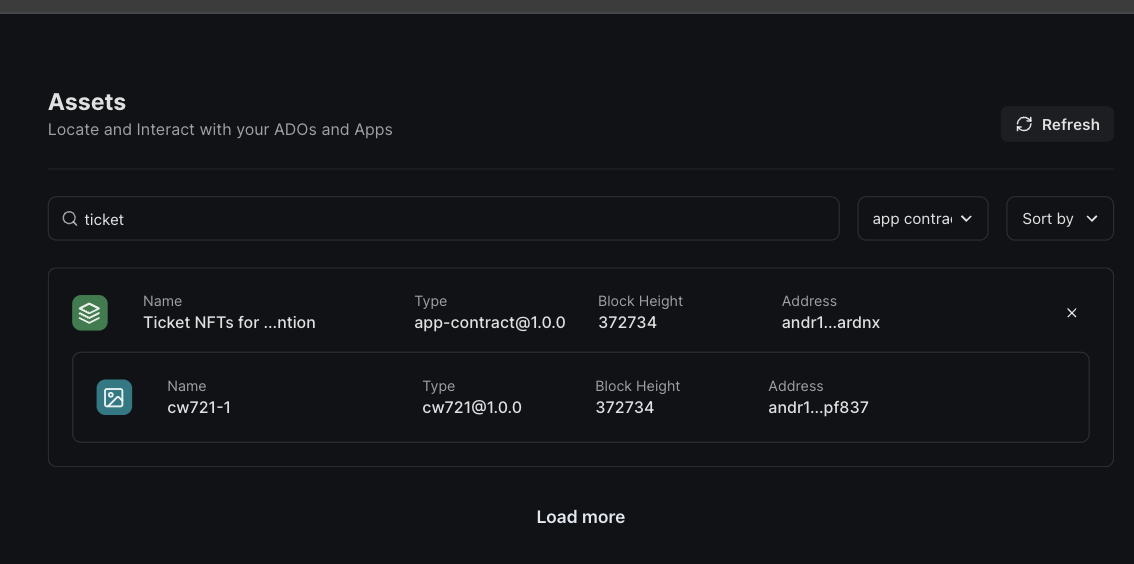 Assets
Locate and Interact with your ADOs and Apps
Refresh
ticket
app contra
Sort by
Name Type Block Height Address
Ticket NFTs for ...ntion app-contract@1.0.0 372734 andr1...ardnx
Name Type Block Height Address
cw721-1 cw721@1.0.0 372734 andr1...pf837
Load more